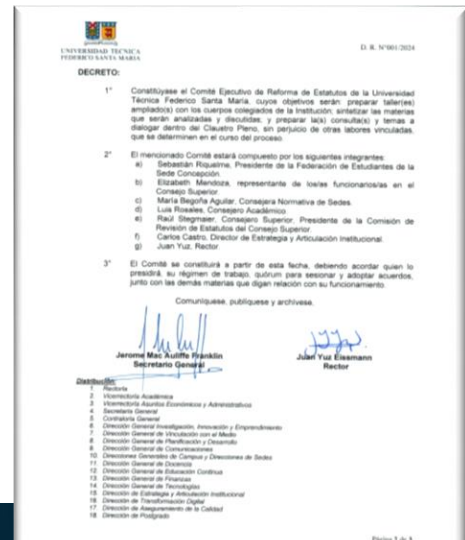 UNIVERSIDAD TECNICA
FEDERICO SANTA MARIA
D. R. N°001/2024
DECRETO:
1° Constitúyase el Comité Ejecutivo de Reforma de Estatutos de la Universidad
Técnica Federico Santa María, cuyos objetivos serán: preparar taller(es)
ampliado(s) con los cuerpos colegiados de la Institución; sintetizar las materias
que serán analizadas y discutidas; y preparar la(s) consulta(s) y temas a
dialogar dentro del Claustro Pleno, sin perjuicio de otras labores vinculadas,
que se determinen en el curso del proceso.
2° El mencionado Comité estará compuesto por los siguientes integrantes:
a) Sebastián Riquelme, Presidente de la Federación de Estudiantes de la
Sede Concepción.
b) Elizabeth Mendoza, representante de los/es funcionarios/as en el
Consejo Superior.
c) María Begoña Aguilar, Consejera Normativa de Sedes.
d) Luis Rosales, Consejero Académico.
e) Raúl Stegmaier, Consejero Superior, Presidente de la Comisión de
Revisión de Estatutos del Consejo Superior.
f) Carlos Castro, Director de Estrategia y Articulación Institucional.
g) Juan Yuz, Rector.
3° El Comité se constituirá a partir de esta fecha, debiendo acordar quien lo
presidirá, su régimen de trabajo, quórum para sesionar y adoptar acuerdos,
junto con las demás materias que digan relación con su funcionamiento.
Comuníquese, publíquese y archívese.
Jerome Mac Auliffe Franklin
Secretario General
Juan Yuz Eissmann
Rector
Distribución:
1. Rectoría
2. Vicerrectoría Académica
3. Vicerrectoría Asuntos Económicos y Administrativos
4. Secretaría General
5. Contraloría General
6. Dirección General Investigación, Innovación y Emprendimiento
7. Dirección General de Vinculación con el Medio
8. Dirección General de Planificación y Desarrollo
9. Dirección General de Comunicaciones
10. Direcciones Generales de Campus y Direcciones de Sedes
11. Dirección General de Docencia
12. Dirección General de Educación Continua
13. Dirección General de Finanzas
14. Dirección General de Tecnologías
15. Dirección de Estrategia y Articulación Institucional
16. Dirección de Transformación Digital
17. Dirección de Aseguramiento de la Calidad
18. Dirección de Postgrado